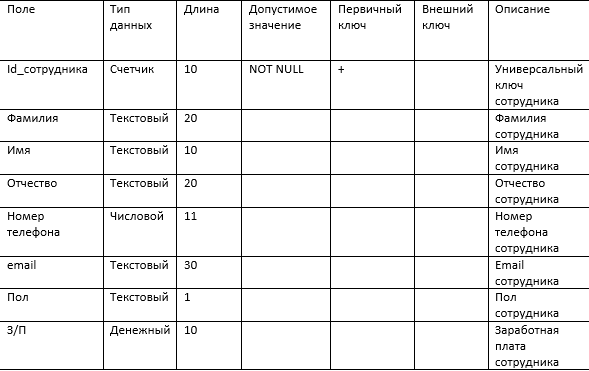 Поле Тип данных Длина Допустимое значение Первичный ключ Внешний ключ Описание
Id_сотрудника Счетчик 10 NOT NULL + Универсальный ключ сотрудника
Фамилия Текстовый 20 Фамилия сотрудника
Имя Текстовый 10 Имя сотрудника
Отчество Текстовый 20 Отчество сотрудника
Номер телефона Числовой 11 Номер телефона сотрудника
email Текстовый 30 Email сотрудника
Пол Текстовый 1 Пол сотрудника
З/П Денежный 10 Заработная плата сотрудника